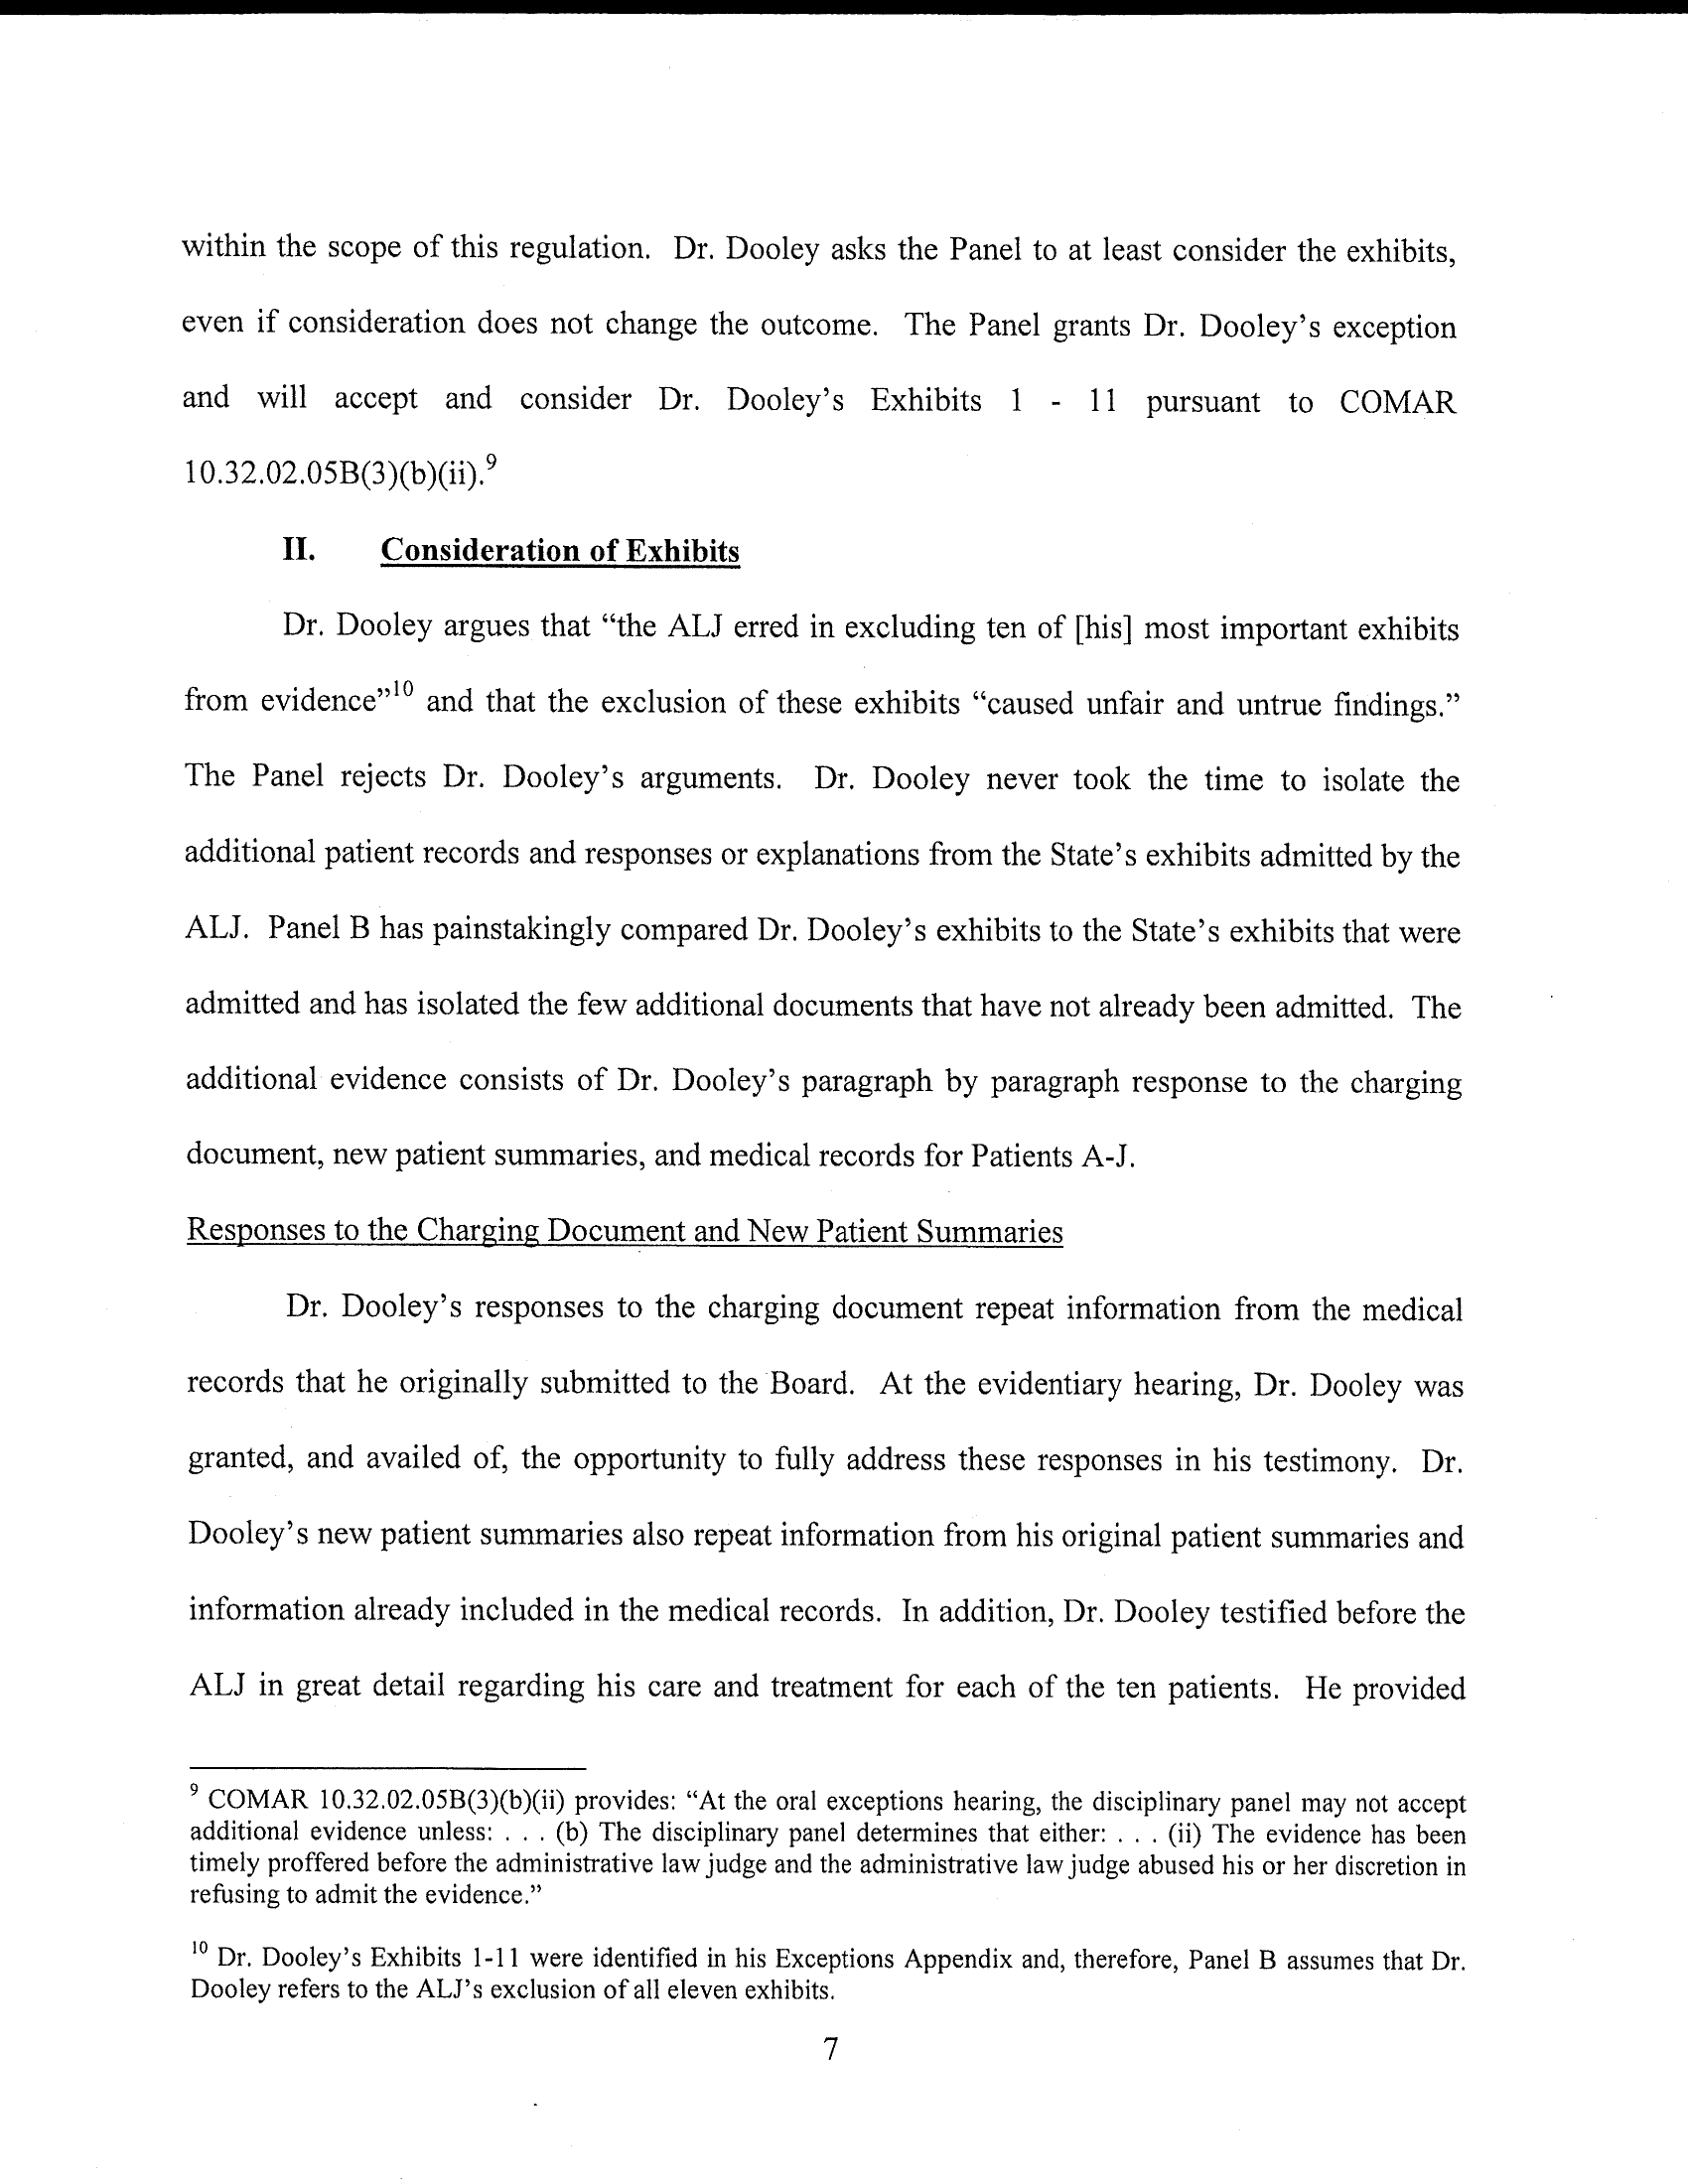 within the scope of this regulation. Dr. Dooley asks the Panel to at least consider the exhibits,
even if consideration does not change the outcome. The Panel grants Dr. Dooley's exception
and will accept and consider Dr. Dooley's Exhibits 1 - 11 pursuant to COMAR
10.32.02.05B(3)(b)(ii).9
II. Consideration of Exhibits
Dr. Dooley argues that “the ALJ erred in excluding ten of [his] most important exhibits
from evidence”10 and that the exclusion of these exhibits “caused unfair and untrue findings.”
The Panel rejects Dr. Dooley's arguments. Dr. Dooley never took the time to isolate the
additional patient records and responses or explanations from the State's exhibits admitted by the
ALJ. Panel B has painstakingly compared Dr. Dooley's exhibits to the State's exhibits that were
admitted and has isolated the few additional documents that have not already been admitted. The
additional evidence consists of Dr. Dooley's paragraph by paragraph response to the charging
document, new patient summaries, and medical records for Patients A-J.
Responses to the Charging Document and New Patient Summaries
Dr. Dooley's responses to the charging document repeat information from the medical
records that he originally submitted to the Board. At the evidentiary hearing, Dr. Dooley was
granted, and availed of, the opportunity to fully address these responses in his testimony. Dr.
Dooley's new patient summaries also repeat information from his original patient summaries and
information already included in the medical records. In addition, Dr. Dooley testified before the
ALJ in great detail regarding his care and treatment for each of the ten patients. He provided
9 COMAR 10.32.02.05B(3)(b)(ii) provides: “At the oral exceptions hearing, the disciplinary panel may not accept
additional evidence unless: . . . (b) The disciplinary panel determines that either: . . . (ii) The evidence has been
timely proffered before the administrative law judge and the administrative law judge abused his or her discretion in
refusing to admit the evidence.”
10 Dr. Dooley's Exhibits 1-11 were identified in his Exceptions Appendix and, therefore, Panel B assumes that Dr.
Dooley refers to the ALJ's exclusion of all eleven exhibits.
7